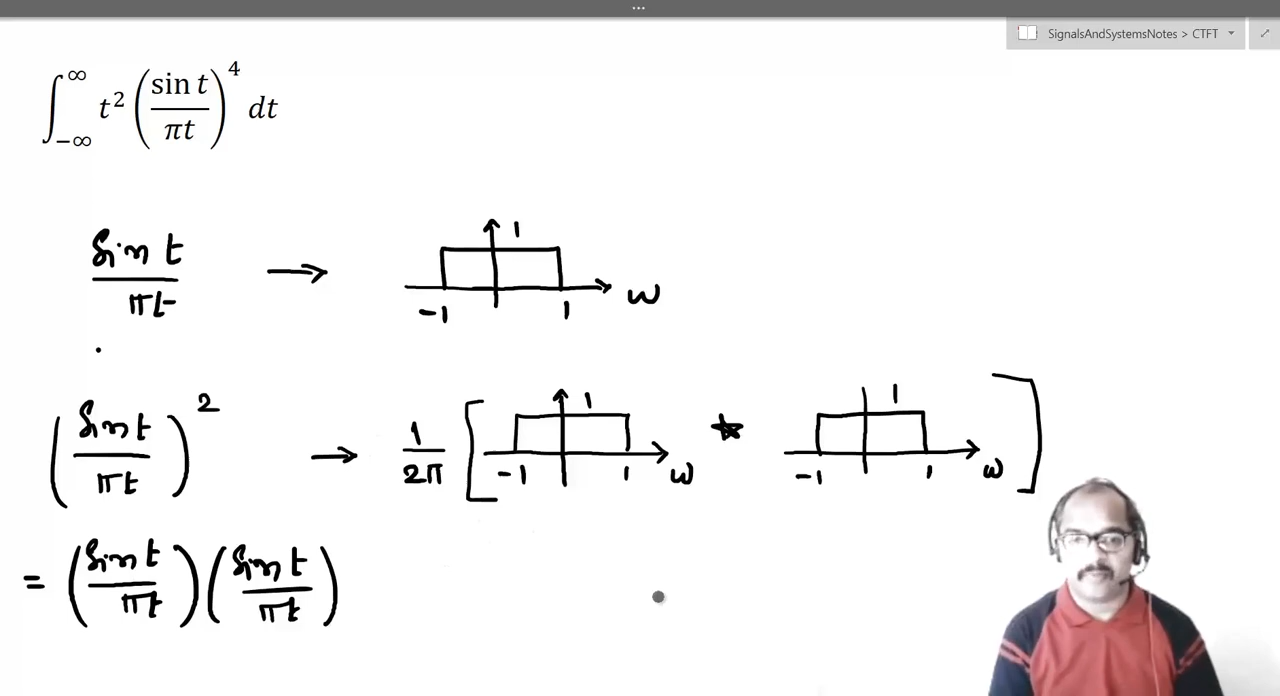 ...
SignalsAndSystemsNotes > CTFT
∫_{-∞}^{∞} t² (sin t / πt)⁴ dt
sin t / πt → 1 -1 1 ω
(sin t / πt)² → 1/2π [ 1 -1 1 ω * 1 -1 1 ω ]
= (sin t / πt)(sin t / πt)